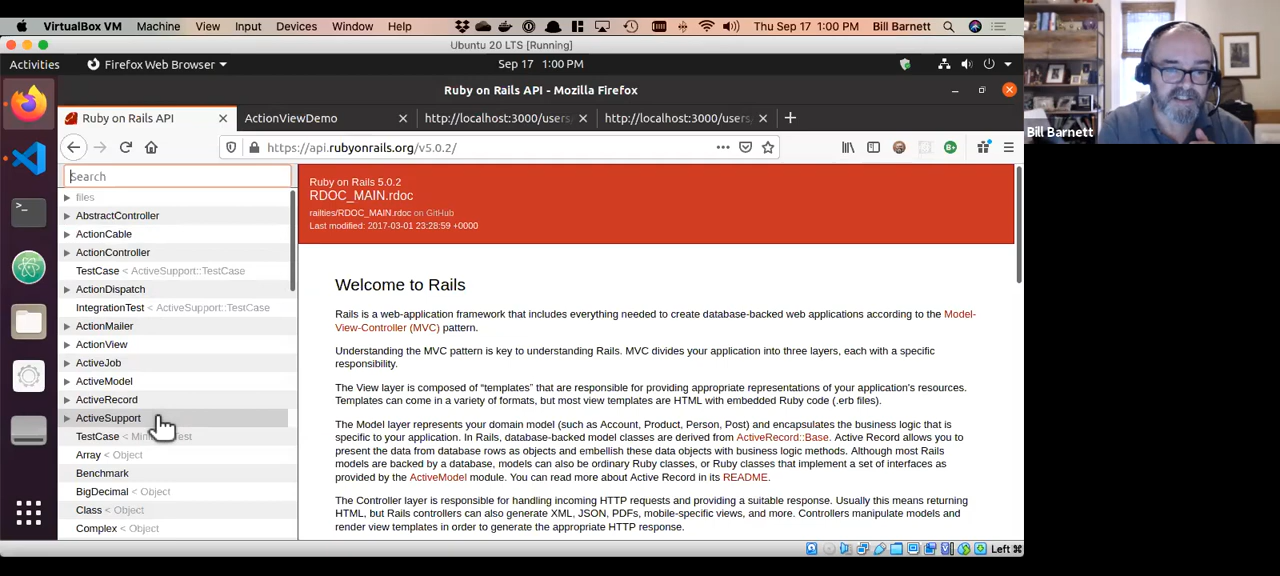 VirtualBox VM Machine View Input Devices Window Help Thu Sep 17 1:00 PM Bill Barnett
Ubuntu 20 LTS [Running]
Activities Firefox Web Browser Sep 17 1:00 PM
Ruby on Rails API - Mozilla Firefox
Ruby on Rails API ActionViewDemo http://localhost:3000/users/ http://localhost:3000/users/
https://api.rubyonrails.org/v5.0.2/
Bill Barnett
Search
files
AbstractController
ActionCable
ActionController
TestCase < ActiveSupport::TestCase
ActionDispatch
IntegrationTest < ActiveSupport::TestCase
ActionMailer
ActionView
ActiveJob
ActiveModel
ActiveRecord
ActiveSupport
TestCase
Array < Object
Benchmark
BigDecimal < Object
Class < Object
Complex < Object
Ruby on Rails 5.0.2
RDOC_MAIN.rdoc
railties/RDOC_MAIN.rdoc on GitHub
Last modified: 2017-03-01 23:28:59 +0000
Welcome to Rails
Rails is a web-application framework that includes everything needed to create database-backed web applications according to the Model-
View-Controller (MVC) pattern.
Understanding the MVC pattern is key to understanding Rails. MVC divides your application into three layers, each with a specific
responsibility.
The View layer is composed of “templates” that are responsible for providing appropriate representations of your application's resources.
Templates can come in a variety of formats, but most view templates are HTML with embedded Ruby code (.erb files).
The Model layer represents your domain model (such as Account, Product, Person, Post) and encapsulates the business logic that is
specific to your application. In Rails, database-backed model classes are derived from ActiveRecord::Base. Active Record allows you to
present the data from database rows as objects and embellish these data objects with business logic methods. Although most Rails
models are backed by a database, models can also be ordinary Ruby classes, or Ruby classes that implement a set of interfaces as
provided by the ActiveModel module. You can read more about Active Record in its README.
The Controller layer is responsible for handling incoming HTTP requests and providing a suitable response. Usually this means returning
HTML, but Rails controllers can also generate XML, JSON, PDFs, mobile-specific views, and more. Controllers manipulate models and
render view templates in order to generate the appropriate HTTP response.
Left ⌘